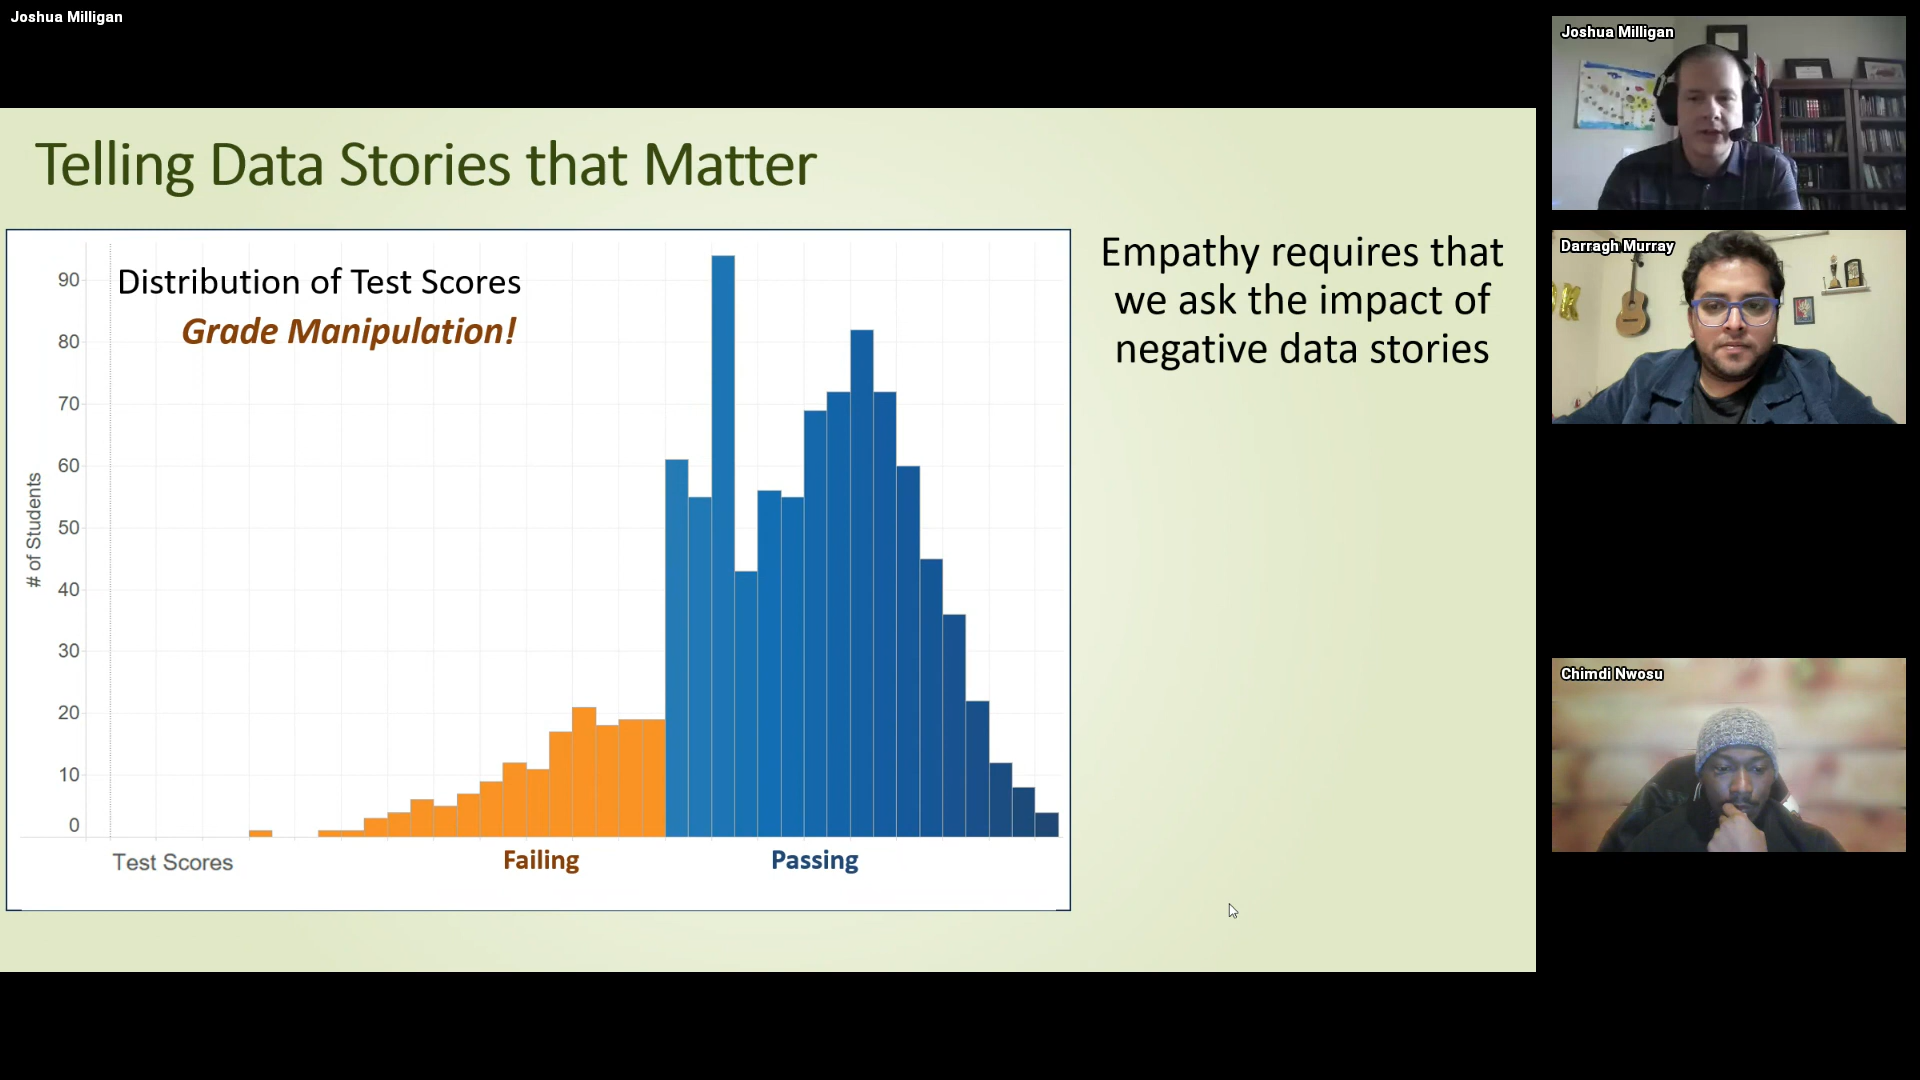 Joshua Milligan
Telling Data Stories that Matter
Distribution of Test Scores
Grade Manipulation!
# of Students
90
80
70
60
50
40
30
20
10
0
Test Scores
Failing
Passing
Empathy requires that
we ask the impact of
negative data stories
Joshua Milligan
Darragh Murray
Chimdi Nwosu